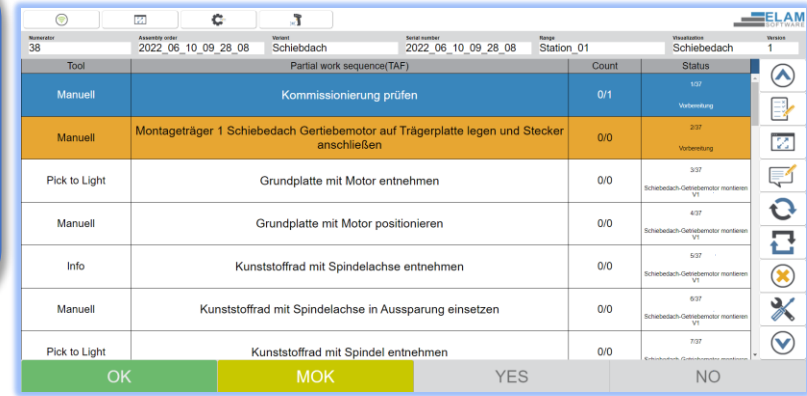 ELAM
SOFTWARE
Numerator Assembly order Variant Serial number Range Visualization Version
38 2022_06_10_09_28_08 Schiebdach 2022_06_10_09_28_08 Station_01 Schiebedach 1
Tool Partial work sequence(TAF) Count Status
1/37
Manuell Kommissionierung prüfen 0/1
Vorbereitung
2/37
Montageträger 1 Schiebedach Gertiebemotor auf Trägerplatte legen und Stecker
Manuell 0/0
anschließen
Vorbereitung
3/37
Pick to Light Grundplatte mit Motor entnehmen 0/0
Schiebedach-Getriebemotor montieren
V1
4/37
Manuell Grundplatte mit Motor positionieren 0/0
Schiebedach-Getriebemotor montieren
V1
5/37
Info Kunststoffrad mit Spindelachse entnehmen 0/0
Schiebedach-Getriebemotor montieren
V1
6/37
Manuell Kunststoffrad mit Spindelachse in Aussparung einsetzen 0/0
Schiebedach-Getriebemotor montieren
V1
7/37
Pick to Light Kunststoffrad mit Spindel entnehmen 0/0
OK MOK YES NO